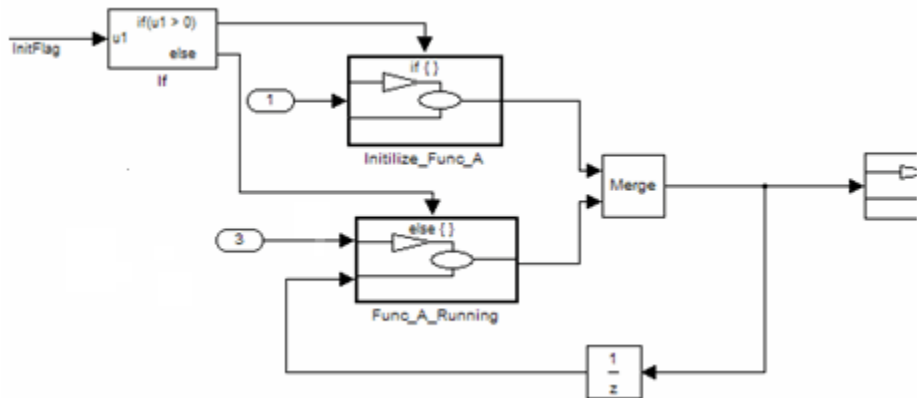 InitFlag
u1
if(u1 > 0)
else
If
1
if { }
Initilize_Func_A
3
else { }
Func_A_Running
Merge
1
z